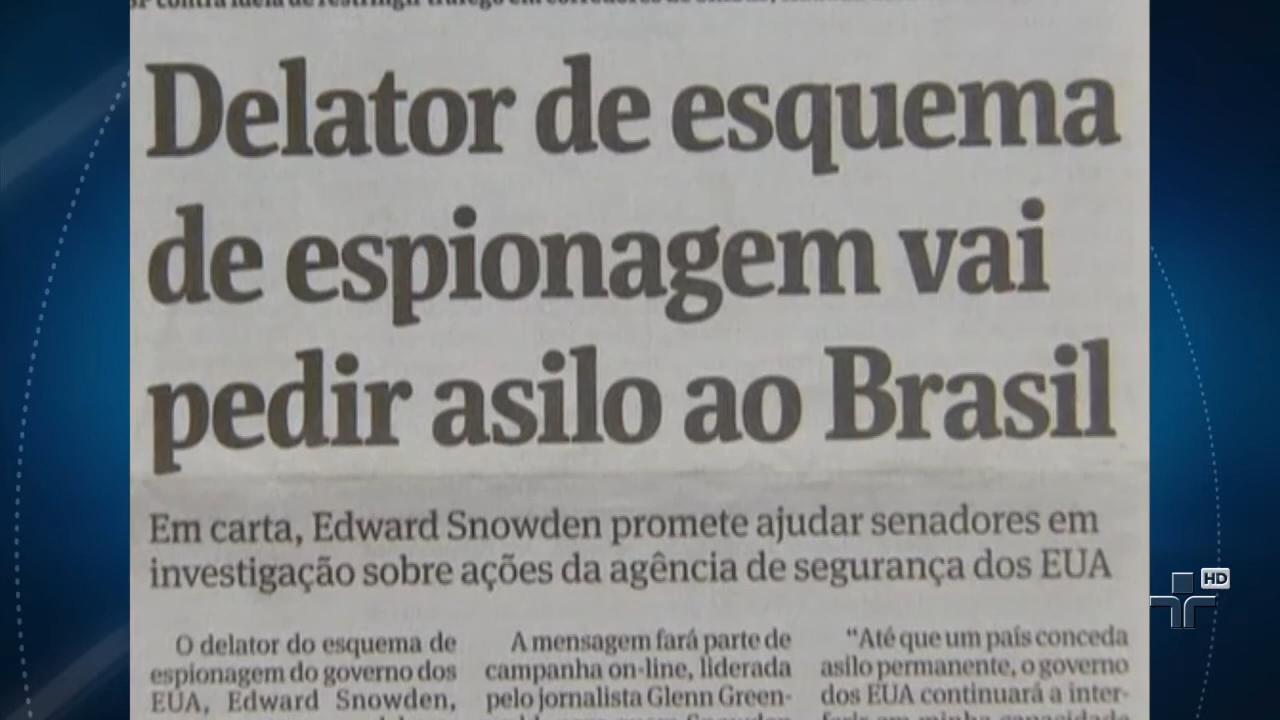 Delator de esquema
de espionagem vai
pedir asilo ao Brasil
Em carta, Edward Snowden promete ajudar senadores em
investigação sobre ações da agência de segurança dos EUA
O delator do esquema de
espionagem do governo dos
EUA, Edward Snowden,
A mensagem fará parte de
campanha on-line, liderada
pelo jornalista Glenn Green-
“Até que um país conceda
asilo permanente, o governo
dos EUA continuará a inter-
HD